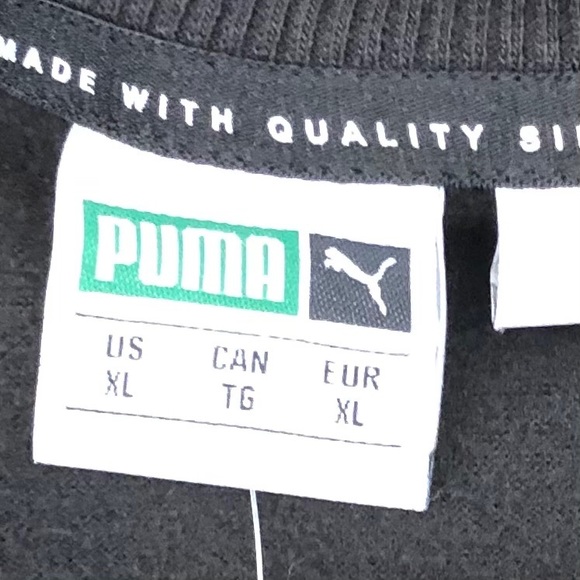 MADE WITH QUALITY
PUMA
US CAN EUR
XL TG XL